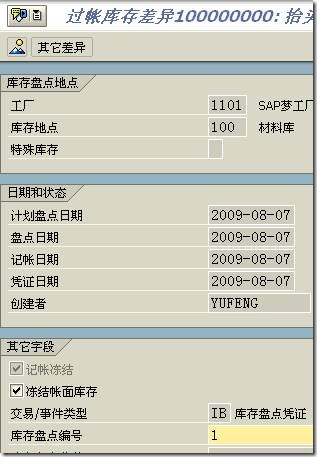 过帐库存差异100000000: 抬头
其它差异
库存盘点地点
工厂 1101 SAP梦工厂
库存地点 100 材料库
特殊库存
日期和状态
计划盘点日期 2009-08-07
盘点日期 2009-08-07
记帐日期 2009-08-07
凭证日期 2009-08-07
创建者 YUFENG
其它字段
记帐冻结
冻结帐面库存
交易/事件类型 IB 库存盘点凭证
库存盘点编号 1